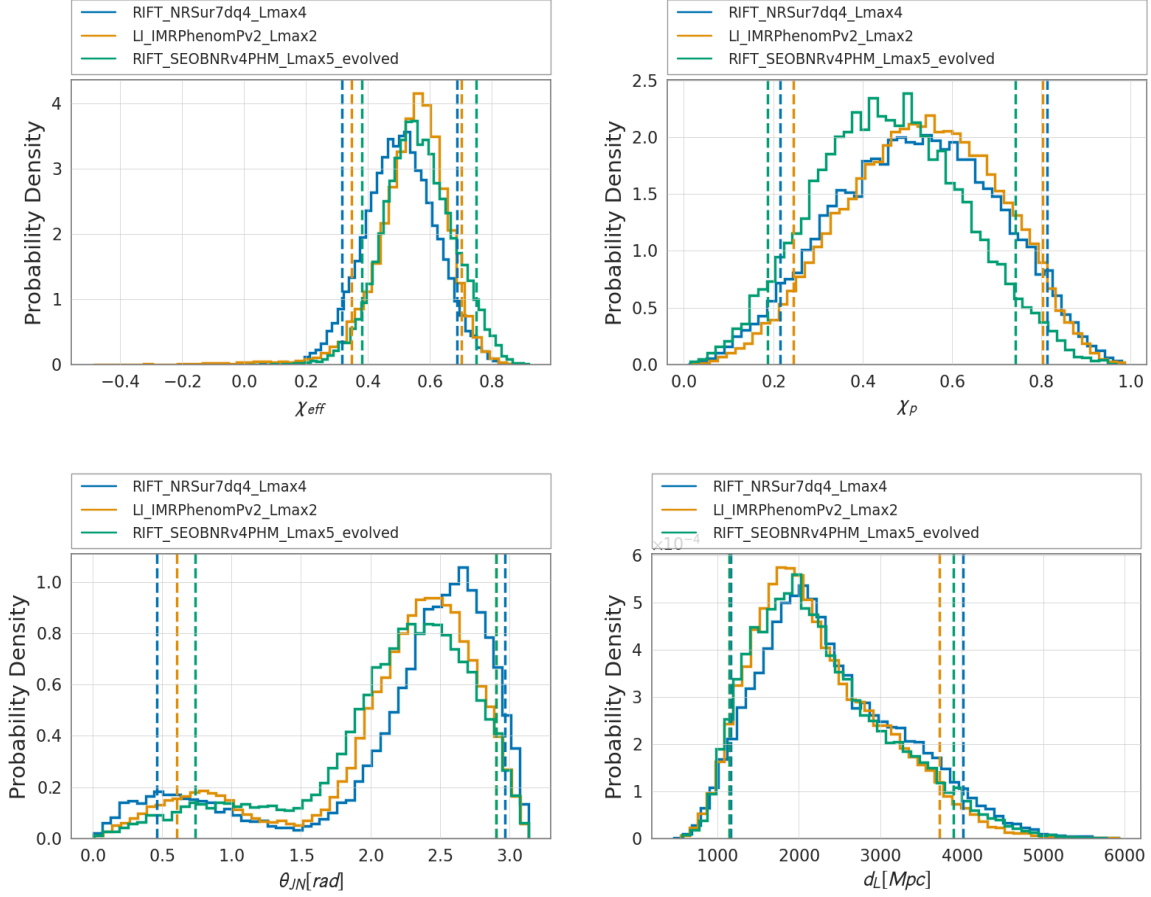 RIFT_NRSur7dq4_Lmax4
LI_IMRPhenomPv2_Lmax2
RIFT_SEOBNRv4PHM_Lmax5_evolved
Probability Density
4
3
2
1
0
−0.4 −0.2 0.0 0.2 0.4 0.6 0.8
χeff
RIFT_NRSur7dq4_Lmax4
LI_IMRPhenomPv2_Lmax2
RIFT_SEOBNRv4PHM_Lmax5_evolved
Probability Density
2.5
2.0
1.5
1.0
0.5
0.0
0.0 0.2 0.4 0.6 0.8 1.0
χp
RIFT_NRSur7dq4_Lmax4
LI_IMRPhenomPv2_Lmax2
RIFT_SEOBNRv4PHM_Lmax5_evolved
Probability Density
1.0
0.8
0.6
0.4
0.2
0.0
0.0 0.5 1.0 1.5 2.0 2.5 3.0
θJN[rad]
RIFT_NRSur7dq4_Lmax4
LI_IMRPhenomPv2_Lmax2
RIFT_SEOBNRv4PHM_Lmax5_evolved
×10−4
Probability Density
6
5
4
3
2
1
0
1000 2000 3000 4000 5000 6000
dL[Mpc]